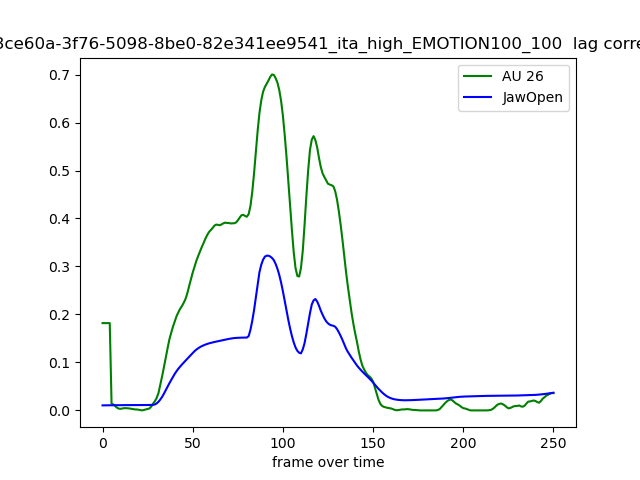 3ce60a-3f76-5098-8be0-82e341ee9541_ita_high_EMOTION100_100 lag corre
AU 26
JawOpen
0.7
0.6
0.5
0.4
0.3
0.2
0.1
0.0
0 50 100 150 200 250
frame over time